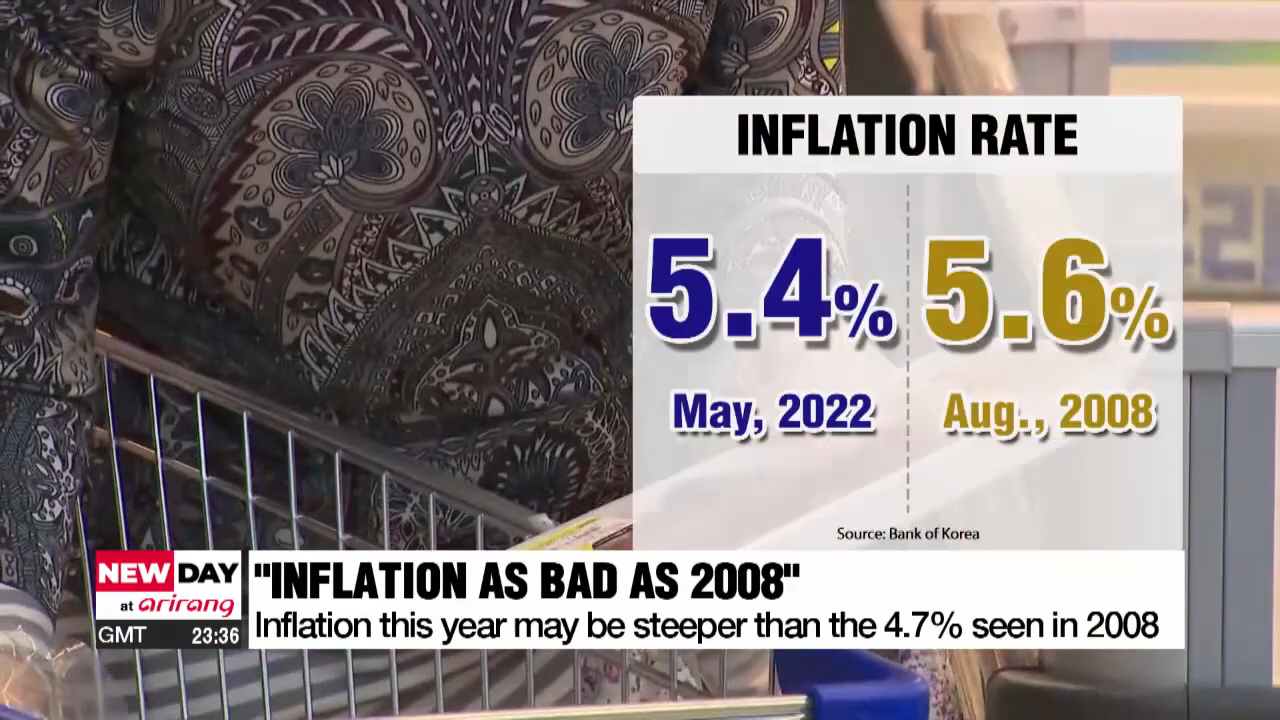 INFLATION RATE
5.4% 5.6%
May, 2022 Aug., 2008
Source: Bank of Korea
NEW DAY
at arirang
GMT 23:36
"INFLATION AS BAD AS 2008"
Inflation this year may be steeper than the 4.7% seen in 2008